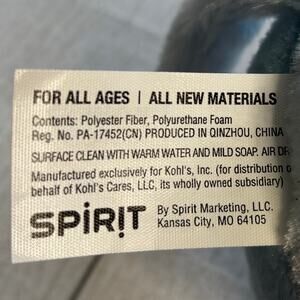 FOR ALL AGES | ALL NEW MATERIALS
Contents: Polyester Fiber, Polyurethane Foam
Reg. No. PA-17452(CN) PRODUCED IN QINZHOU, CHINA
SURFACE CLEAN WITH WARM WATER AND MILD SOAP. AIR DR
Manufactured exclusively for Kohl's, Inc. (for distribution o
behalf of Kohl's Cares, LLC, its wholly owned subsidiary)
SPIRIT
By Spirit Marketing, LLC.
Kansas City, MO 64105